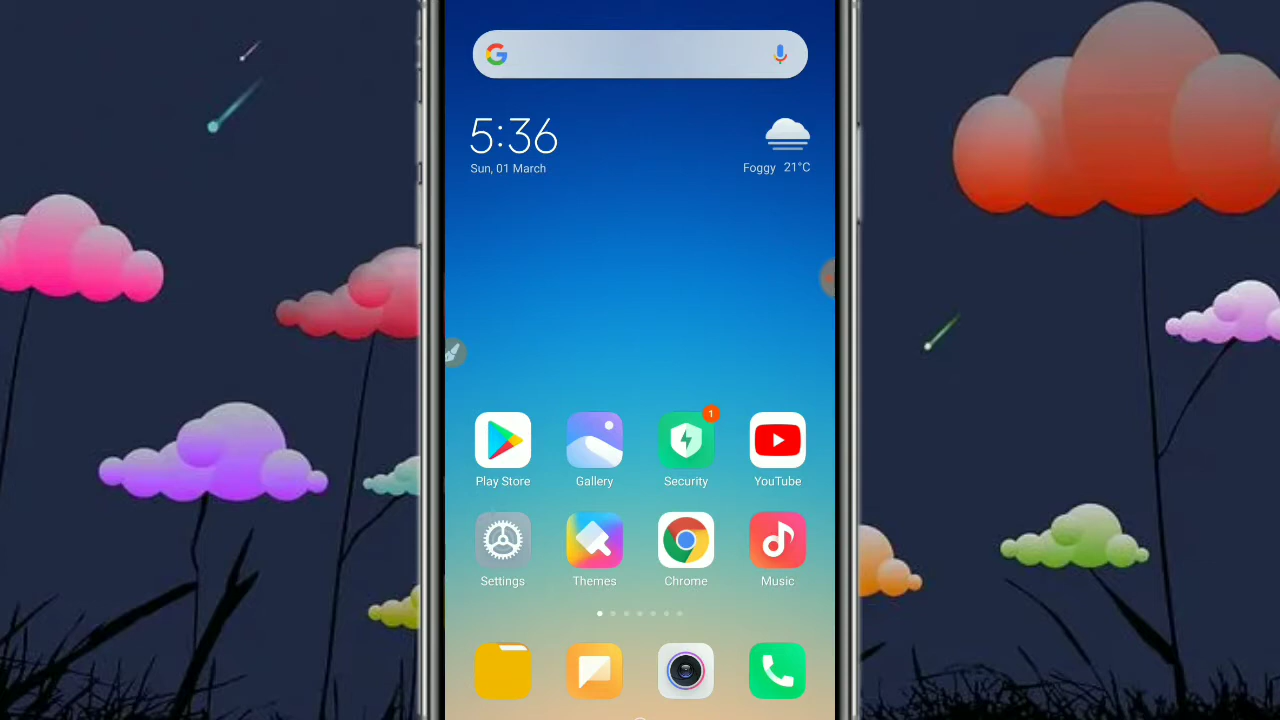 5:36
Sun, 01 March
Foggy 21°C
1
Play Store
Gallery
Security
YouTube
Settings
Themes
Chrome
Music